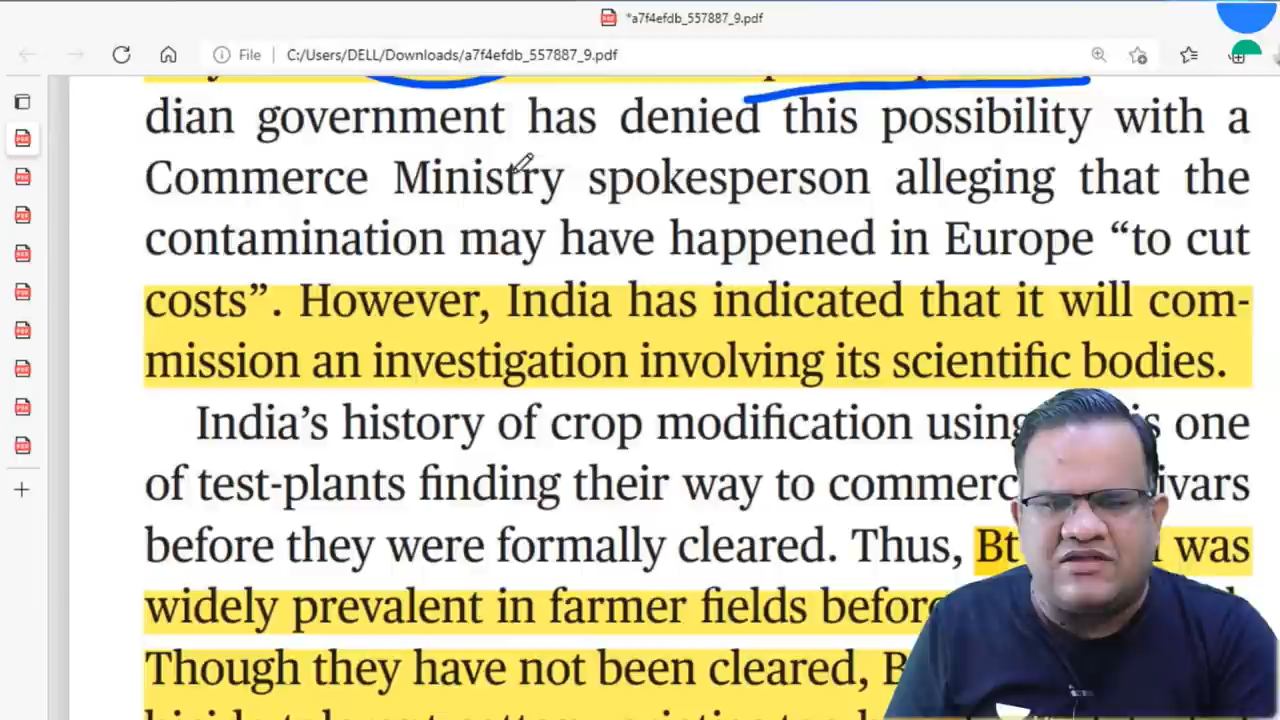 *a7f4efdb_557887_9.pdf
File C:/Users/DELL/Downloads/a7f4efdb_557887_9.pdf
dian government has denied this possibility with a
Commerce Ministry spokesperson alleging that the
contamination may have happened in Europe “to cut
costs”. However, India has indicated that it will com-
mission an investigation involving its scientific bodies.
India’s history of crop modification using one
of test-plants finding their way to
before they were formally cleared. Thus, Bt was
widely prevalent in farmer fields
Though they have not been cleared,